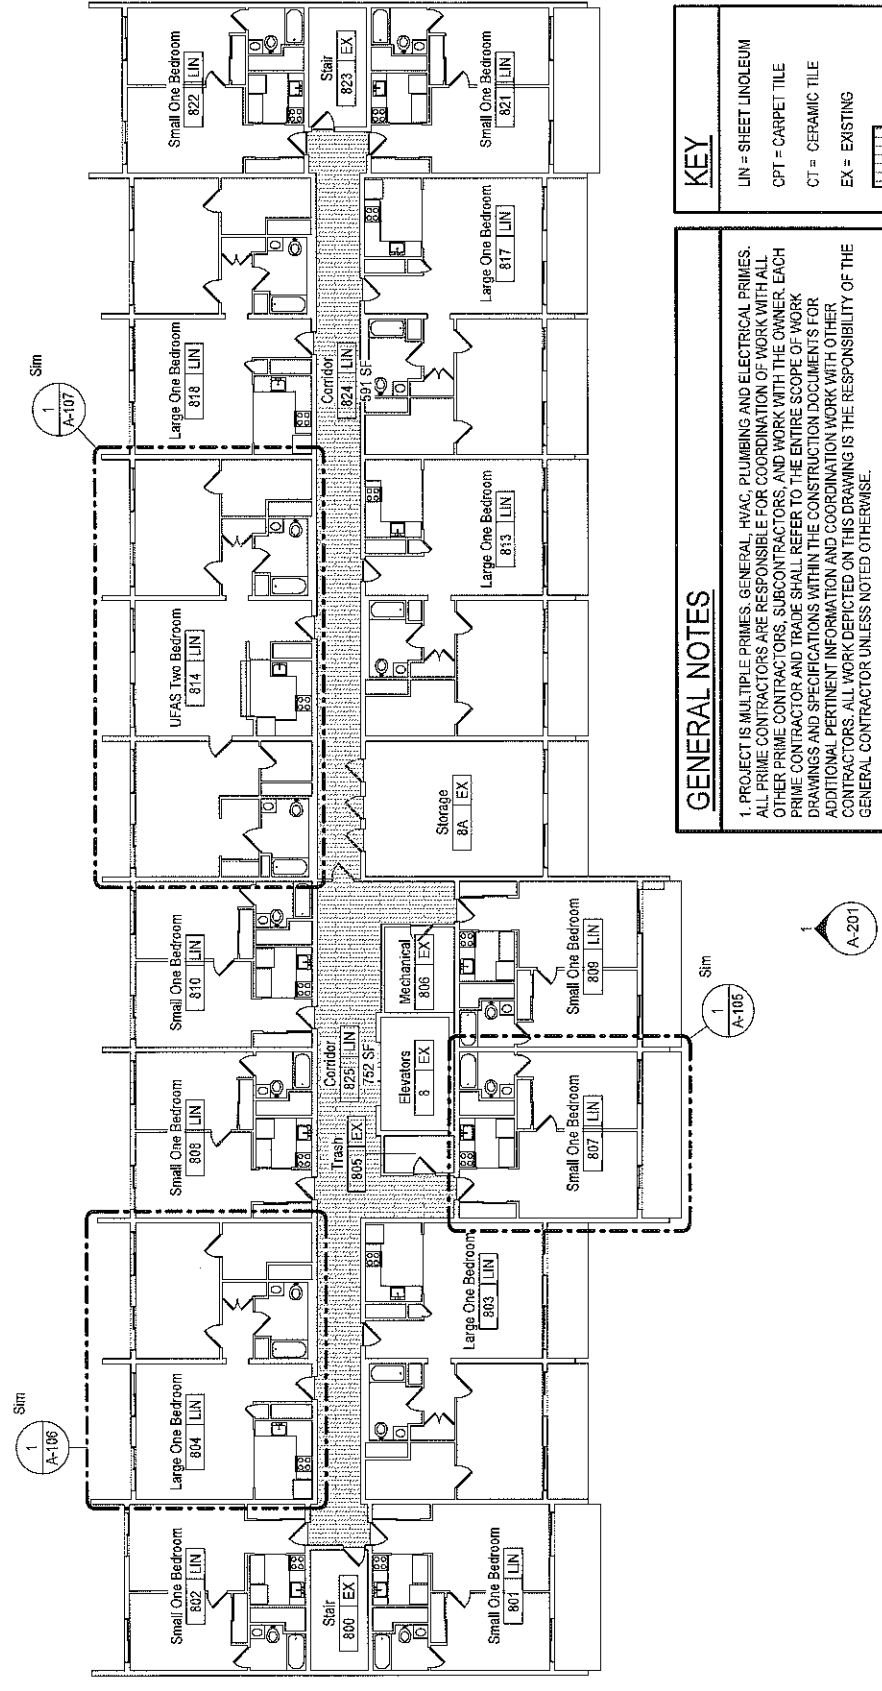 Sim
1
A-106
Sim
1
A-107
Small One Bedroom
802 LIN
Large One Bedroom
804 LIN
Small One Bedroom
808 LIN
Small One Bedroom
810 LIN
UFAS Two Bedroom
814 LIN
Large One Bedroom
818 LIN
Small One Bedroom
822 LIN
Stair
800 EX
Trash
805 EX
Corridor
825 LIN
752 SF
Corridor
824 LIN
591 SF
Stair
823 EX
Elevators
8 EX
Mechanical
806 EX
Storage
8A EX
Small One Bedroom
801 LIN
Large One Bedroom
803 LIN
Small One Bedroom
807 LIN
Small One Bedroom
809 LIN
Large One Bedroom
813 LIN
Large One Bedroom
817 LIN
Small One Bedroom
821 LIN
Sim
1
A-105
1
A-201
GENERAL NOTES
1. PROJECT IS MULTIPLE PRIMES. GENERAL, HVAC, PLUMBING AND ELECTRICAL PRIMES.
ALL PRIME CONTRACTORS ARE RESPONSIBLE FOR COORDINATION OF WORK WITH ALL
OTHER PRIME CONTRACTORS, SUBCONTRACTORS, AND WORK WITH THE OWNER. EACH
PRIME CONTRACTOR AND TRADE SHALL REFER TO THE ENTIRE SCOPE OF WORK
DRAWINGS AND SPECIFICATIONS WITHIN THE CONSTRUCTION DOCUMENTS FOR
ADDITIONAL PERTINENT INFORMATION AND COORDINATION WORK WITH OTHER
CONTRACTORS. ALL WORK DEPICTED ON THIS DRAWING IS THE RESPONSIBILITY OF THE
GENERAL CONTRACTOR UNLESS NOTED OTHERWISE.
KEY
LIN = SHEET LINOLEUM
CPT = CARPET TILE
CT = CERAMIC TILE
EX = EXISTING